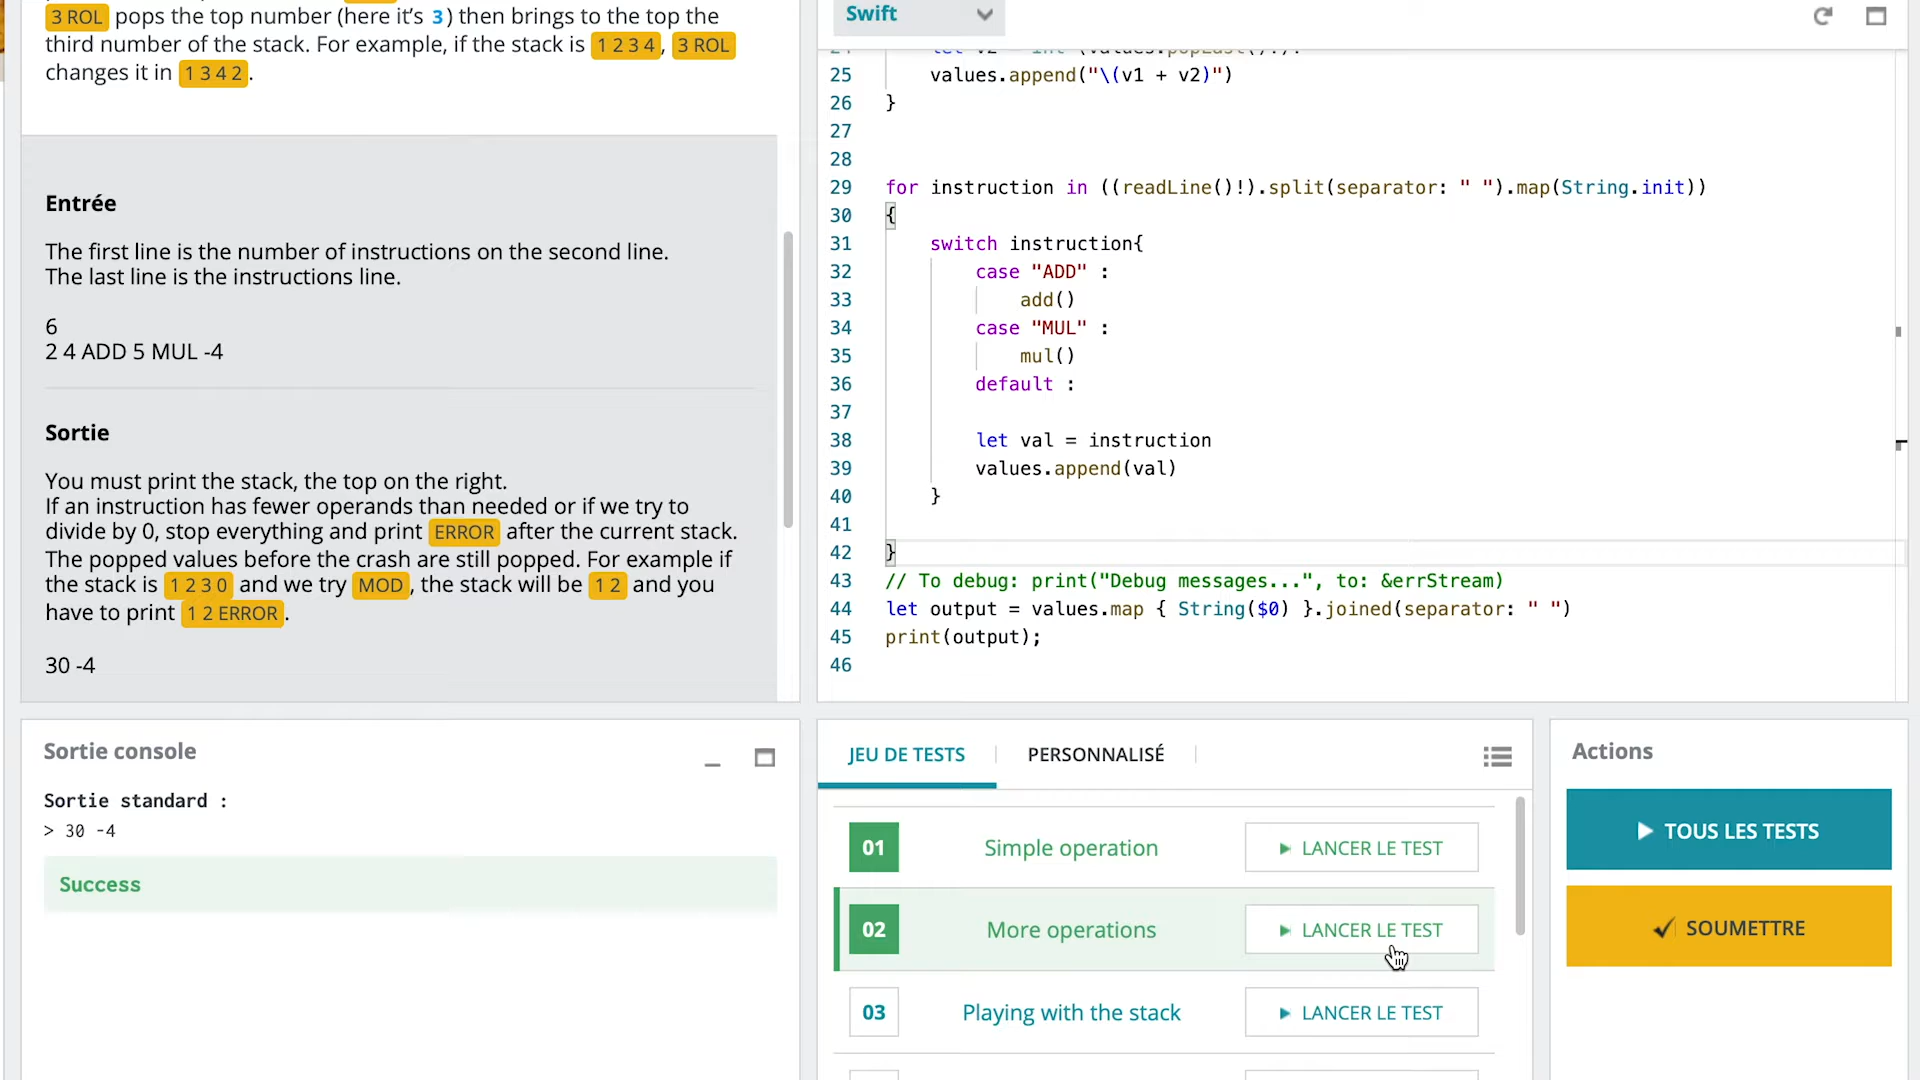 3 ROL pops the top number (here it's 3) then brings to the top the
third number of the stack. For example, if the stack is 1 2 3 4, 3 ROL
changes it in 1 3 4 2.
Entrée
The first line is the number of instructions on the second line.
The last line is the instructions line.
6
2 4 ADD 5 MUL -4
Sortie
You must print the stack, the top on the right.
If an instruction has fewer operands than needed or if we try to
divide by 0, stop everything and print ERROR after the current stack.
The popped values before the crash are still popped. For example if
the stack is 1 2 3 0 and we try MOD, the stack will be 1 2 and you
have to print 1 2 ERROR.
30 -4
Swift
25 values.append("\(v1 + v2)")
26 }
27
28
29 for instruction in ((readLine()!).split(separator: " ").map(String.init))
30 {
31 switch instruction{
32 case "ADD" :
33 add()
34 case "MUL" :
35 mul()
36 default :
37
38 let val = instruction
39 values.append(val)
40 }
41
42 }
43 // To debug: print("Debug messages...", to: &errStream)
44 let output = values.map { String($0) }.joined(separator: " ")
45 print(output);
46
Sortie console
Sortie standard :
> 30 -4
Success
JEU DE TESTS
PERSONNALISÉ
01 Simple operation LANCER LE TEST
02 More operations LANCER LE TEST
03 Playing with the stack LANCER LE TEST
Actions
TOUS LES TESTS
SOUMETTRE